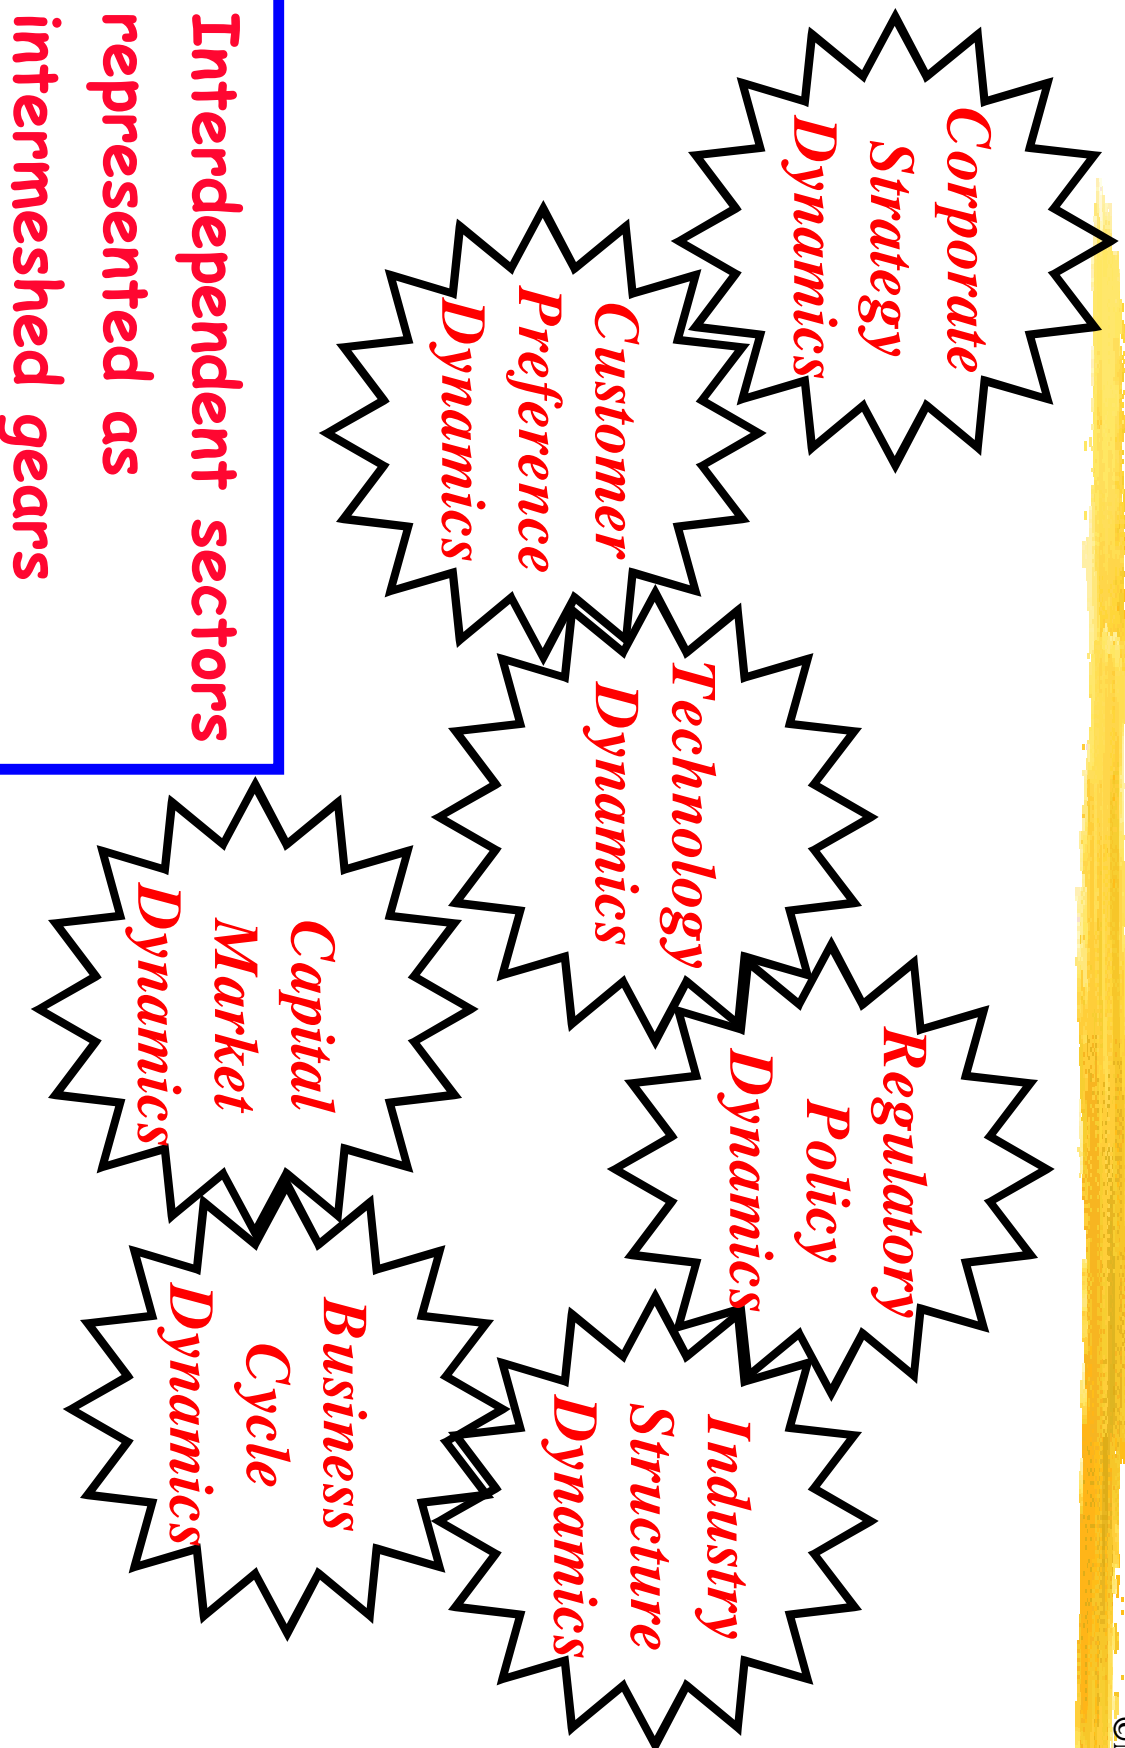 Corporate
Strategy
Dynamics
Customer
Preference
Dynamics
Technology
Dynamics
Regulatory
Policy
Dynamics
Industry
Structure
Dynamics
Capital
Market
Dynamics
Business
Cycle
Dynamics
Interdependent sectors
represented as
intermeshed gears
©